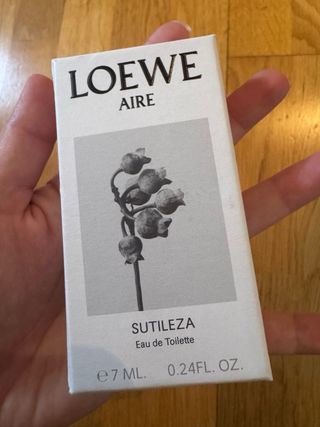 LOEWE
AIRE
SUTILEZA
Eau de Toilette
℮7 ML. 0.24FL. OZ.